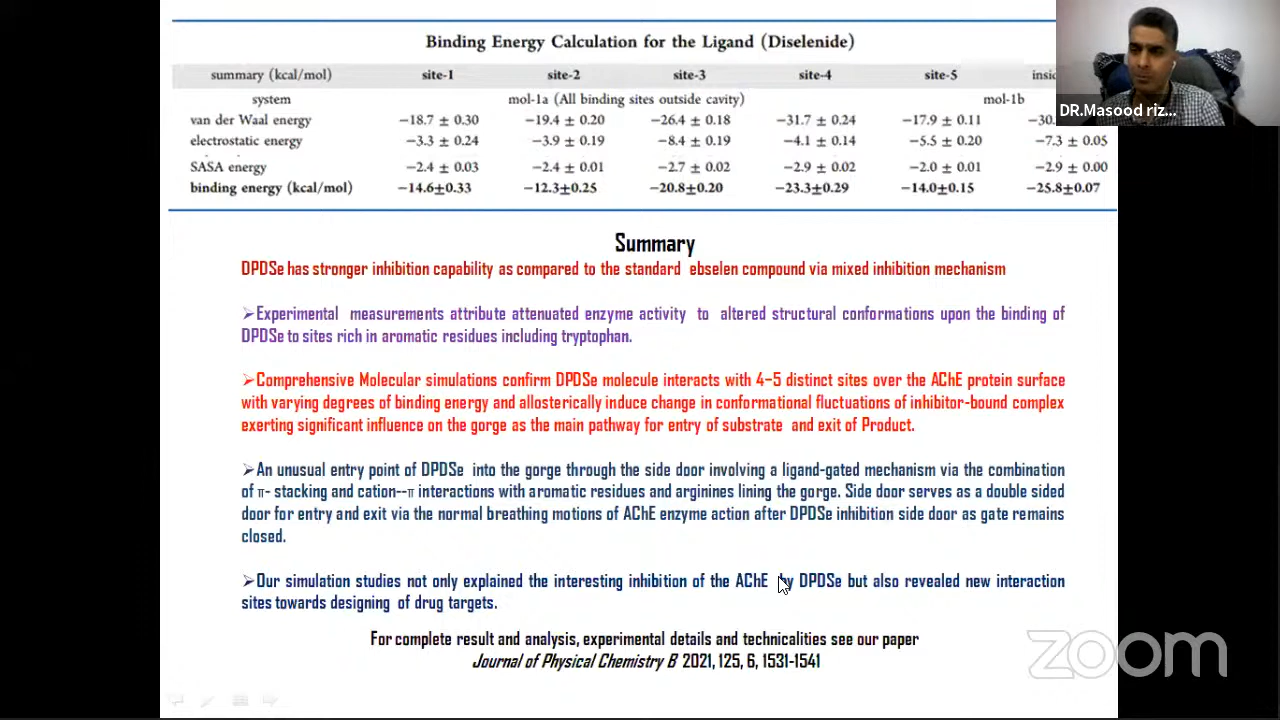 Binding Energy Calculation for the Ligand (Diselenide)
summary (kcal/mol) site-1 site-2 site-3 site-4 site-5
system mol-1a (All binding sites outside cavity) mol-1b
van der Waal energy −18.7 ± 0.30 −19.4 ± 0.20 −26.4 ± 0.18 −31.7 ± 0.24 −17.9 ± 0.11
electrostatic energy −3.3 ± 0.24 −3.9 ± 0.19 −8.4 ± 0.19 −4.1 ± 0.14 −5.5 ± 0.20 −7.3 ± 0.05
SASA energy −2.4 ± 0.03 −2.4 ± 0.01 −2.7 ± 0.02 −2.9 ± 0.02 −2.0 ± 0.01 −2.9 ± 0.00
binding energy (kcal/mol) −14.6±0.33 −12.3±0.25 −20.8±0.20 −23.3±0.29 −14.0±0.15 −25.8±0.07
DR.Masood riz...
Summary
DPDSe has stronger inhibition capability as compared to the standard ebselen compound via mixed inhibition mechanism
➢Experimental measurements attribute attenuated enzyme activity to altered structural conformations upon the binding of
DPDSe to sites rich in aromatic residues including tryptophan.
➢Comprehensive Molecular simulations confirm DPDSe molecule interacts with 4−5 distinct sites over the AChE protein surface
with varying degrees of binding energy and allosterically induce change in conformational fluctuations of inhibitor-bound complex
exerting significant influence on the gorge as the main pathway for entry of substrate and exit of Product.
➢An unusual entry point of DPDSe into the gorge through the side door involving a ligand-gated mechanism via the combination
of π- stacking and cation--π interactions with aromatic residues and arginines lining the gorge. Side door serves as a double sided
door for entry and exit via the normal breathing motions of AChE enzyme action after DPDSe inhibition side door as gate remains
closed.
➢Our simulation studies not only explained the interesting inhibition of the AChE by DPDSe but also revealed new interaction
sites towards designing of drug targets.
For complete result and analysis, experimental details and technicalities see our paper
Journal of Physical Chemistry B 2021, 125, 6, 1531-1541
zoom